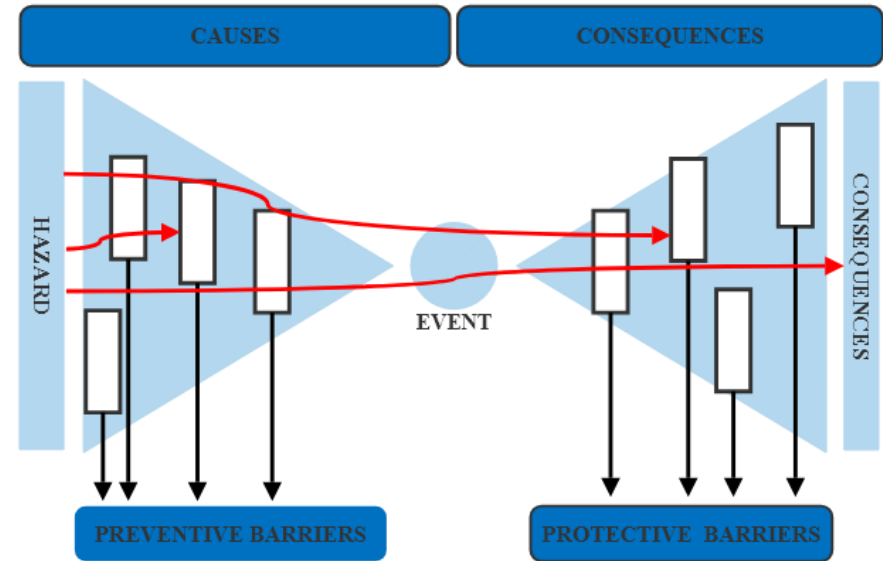 CAUSES
CONSEQUENCES
HAZARD
EVENT
CONSEQUENCES
PREVENTIVE BARRIERS
PROTECTIVE  BARRIERS